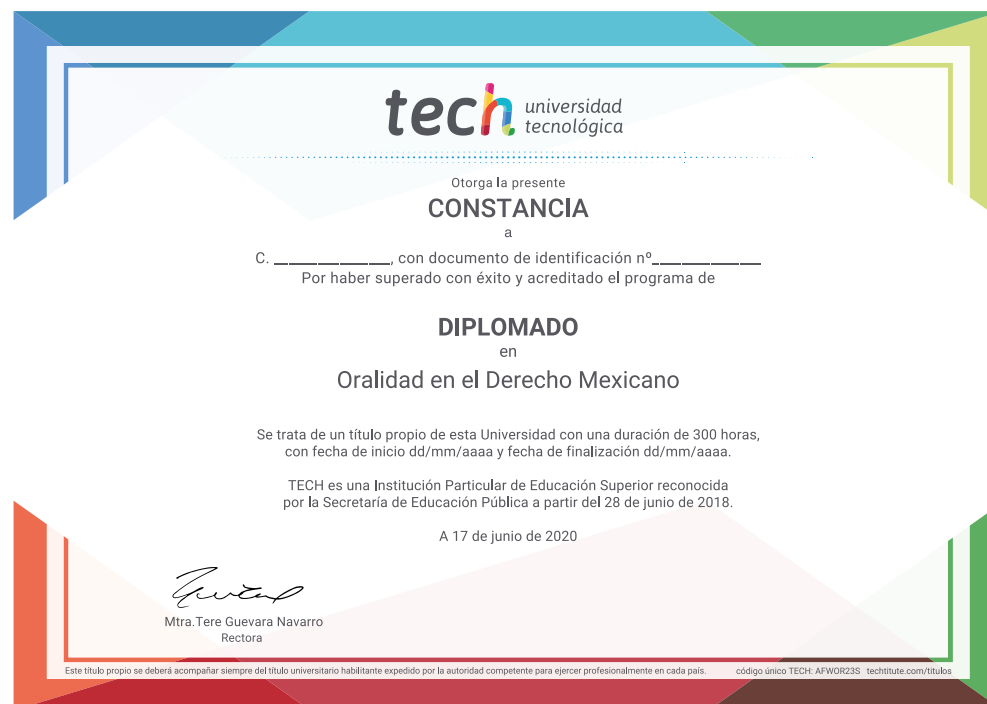 tech universidad
tecnológica
Otorga la presente
CONSTANCIA
a
C. ______________, con documento de identificación nº_____________
Por haber superado con éxito y acreditado el programa de
DIPLOMADO
en
Oralidad en el Derecho Mexicano
Se trata de un título propio de esta Universidad con una duración de 300 horas,
con fecha de inicio dd/mm/aaaa y fecha de finalización dd/mm/aaaa.
TECH es una Institución Particular de Educación Superior reconocida
por la Secretaría de Educación Pública a partir del 28 de junio de 2018.
A 17 de junio de 2020
Mtra.Tere Guevara Navarro
Rectora
Este título propio se deberá acompañar siempre del título universitario habilitante expedido por la autoridad competente para ejercer profesionalmente en cada país. código único TECH: AFWOR23S techtitute.com/titulos